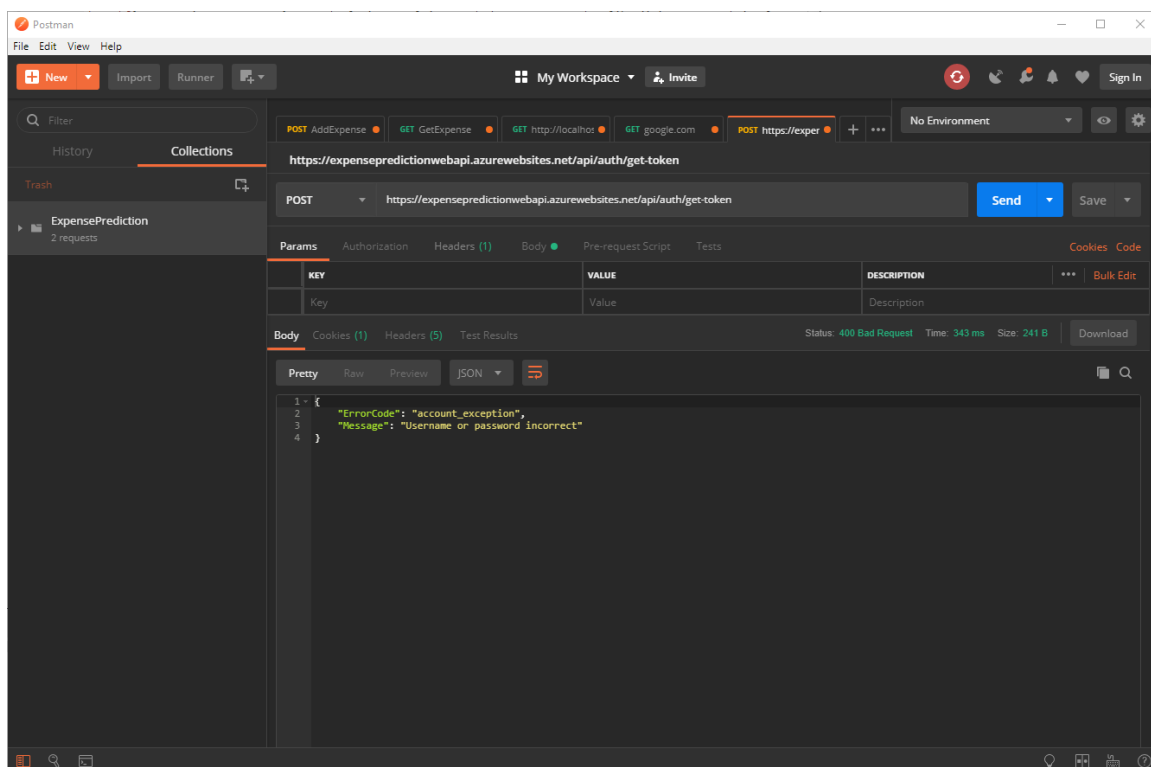 Postman
File Edit View Help
New Import Runner My Workspace Invite Sign In
Filter
History Collections
Trash
ExpensePrediction
2 requests
POST AddExpense GET GetExpense GET http://localhos GET google.com POST https://exper + ••• No Environment
https://expensepredictionwebapi.azurewebsites.net/api/auth/get-token
POST https://expensepredictionwebapi.azurewebsites.net/api/auth/get-token Send Save
Params Authorization Headers (1) Body Pre-request Script Tests Cookies Code
KEY VALUE DESCRIPTION ••• Bulk Edit
Key Value Description
Body Cookies (1) Headers (5) Test Results Status: 400 Bad Request Time: 343 ms Size: 241 B Download
Pretty Raw Preview JSON
1 {
2 "ErrorCode": "account_exception",
3 "Message": "Username or password incorrect"
4 }